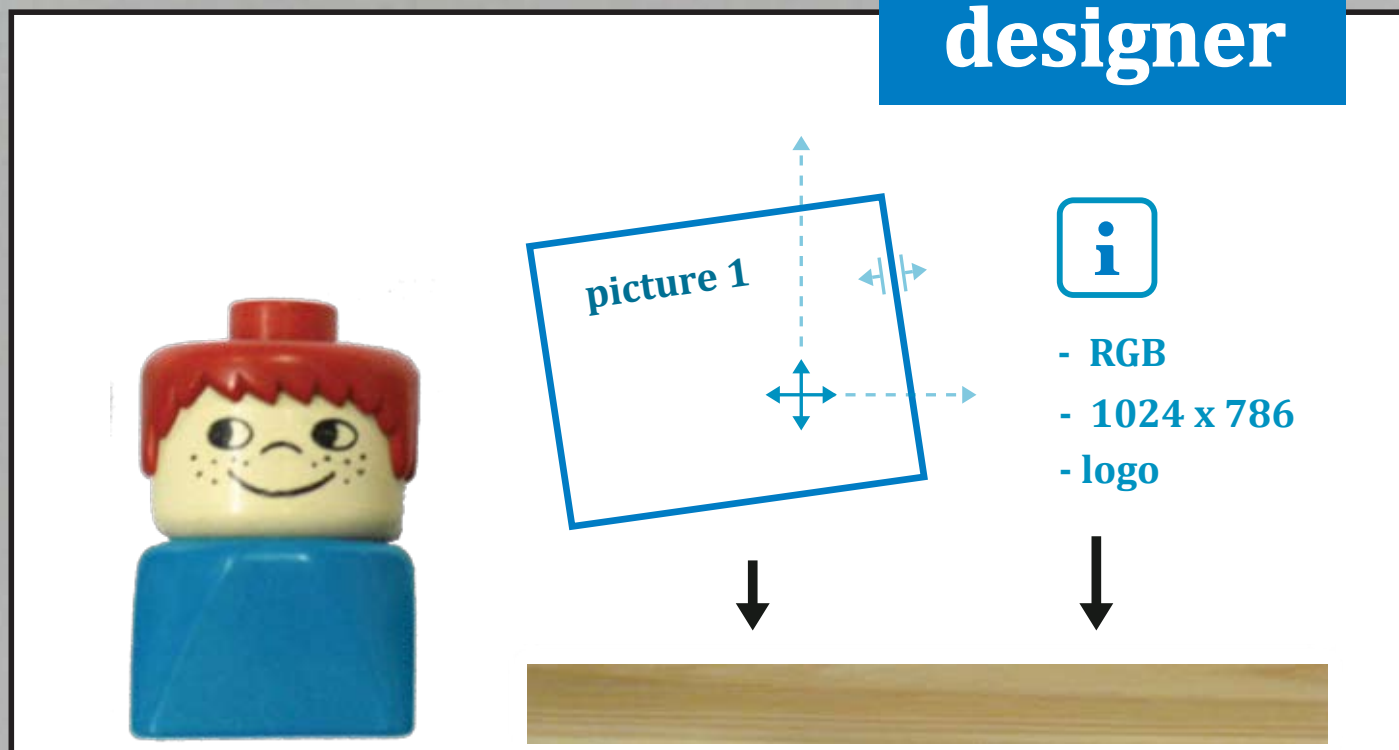 designer
picture 1
i
- RGB
- 1024 x 786
- logo